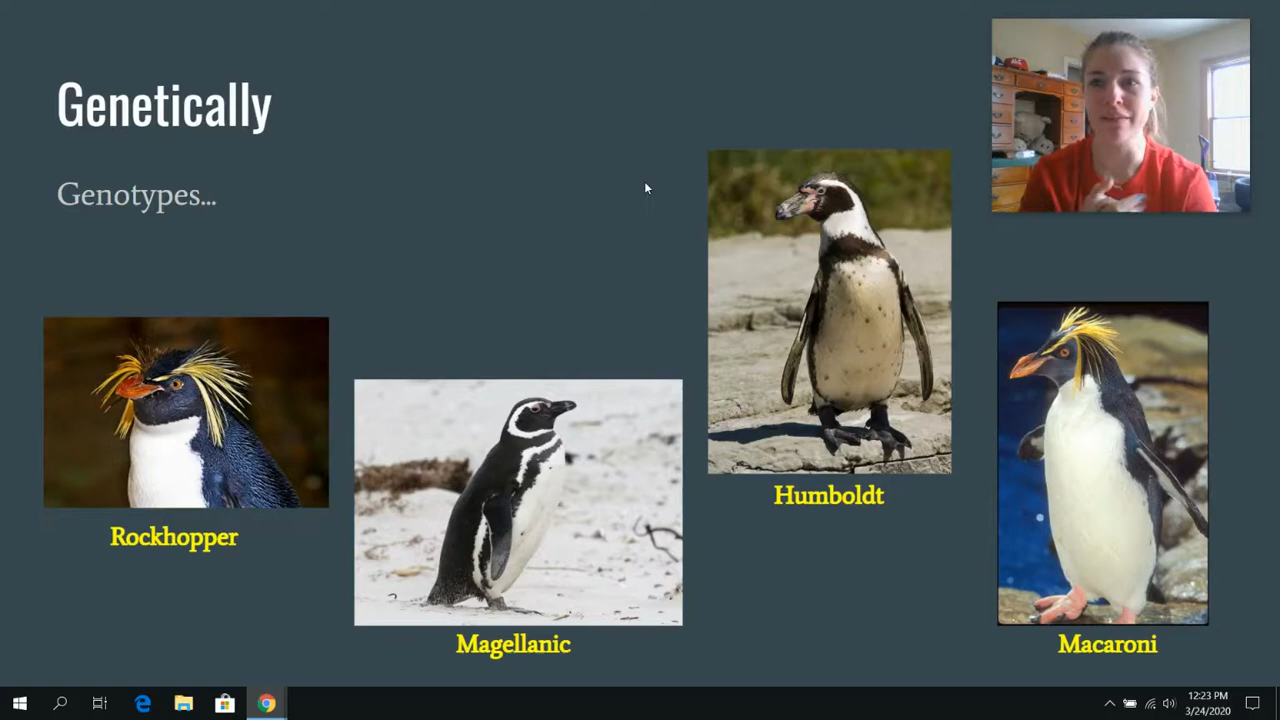 Genetically
Genotypes...
Rockhopper
Magellanic
Humboldt
Macaroni
12:23 PM
3/24/2020